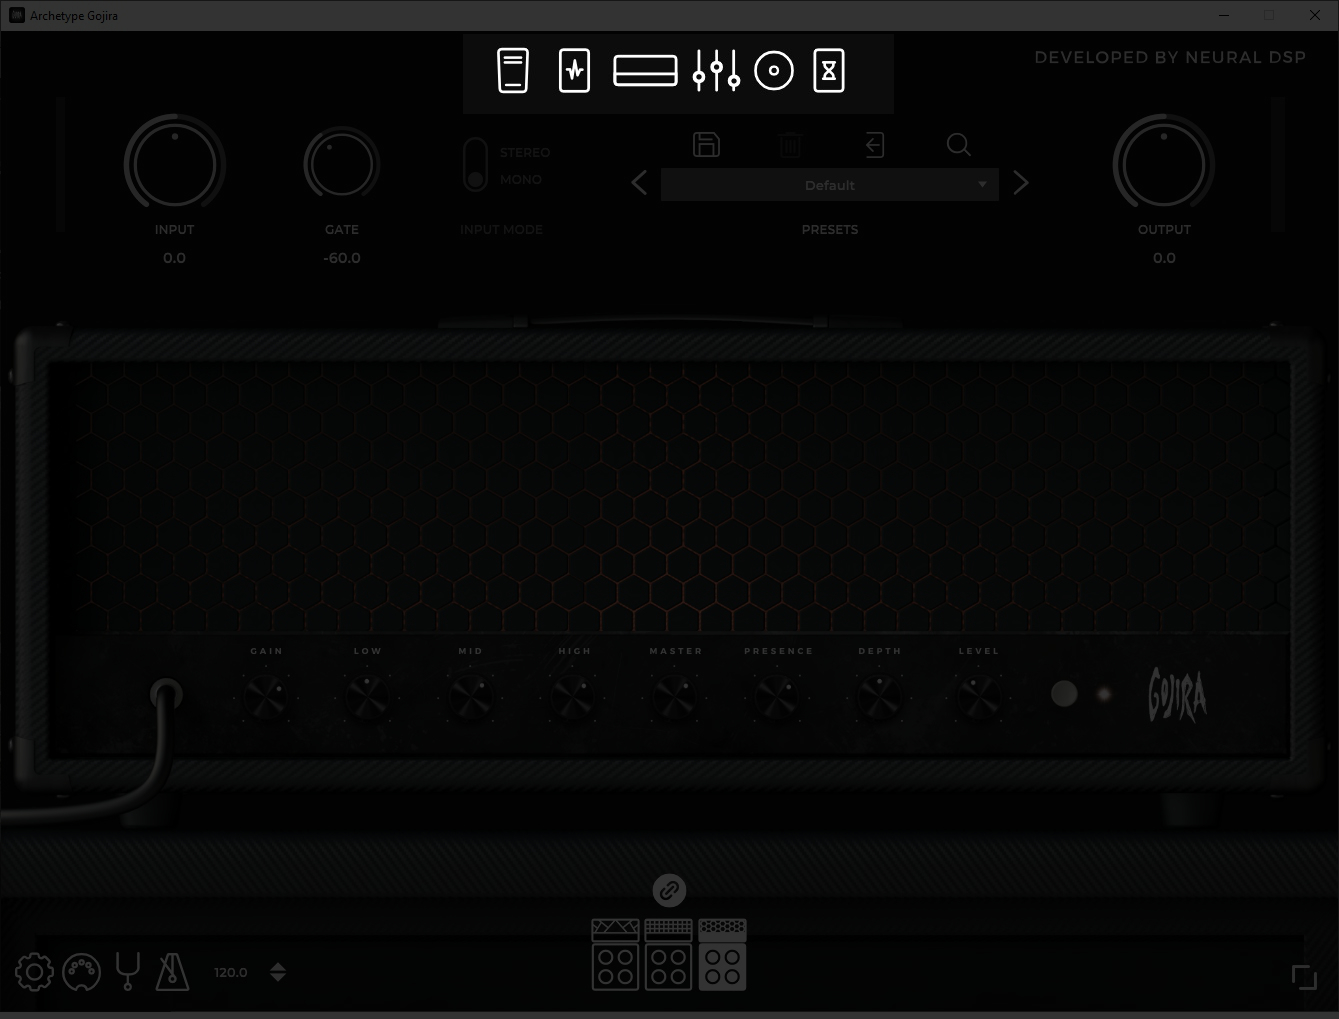 Archetype Gojira
DEVELOPED BY NEURAL DSP
STEREO
MONO
Default
INPUT
GATE
INPUT MODE
PRESETS
OUTPUT
0.0
-60.0
0.0
GAIN
LOW
MID
HIGH
MASTER
PRESENCE
DEPTH
LEVEL
GOJIRA
120.0